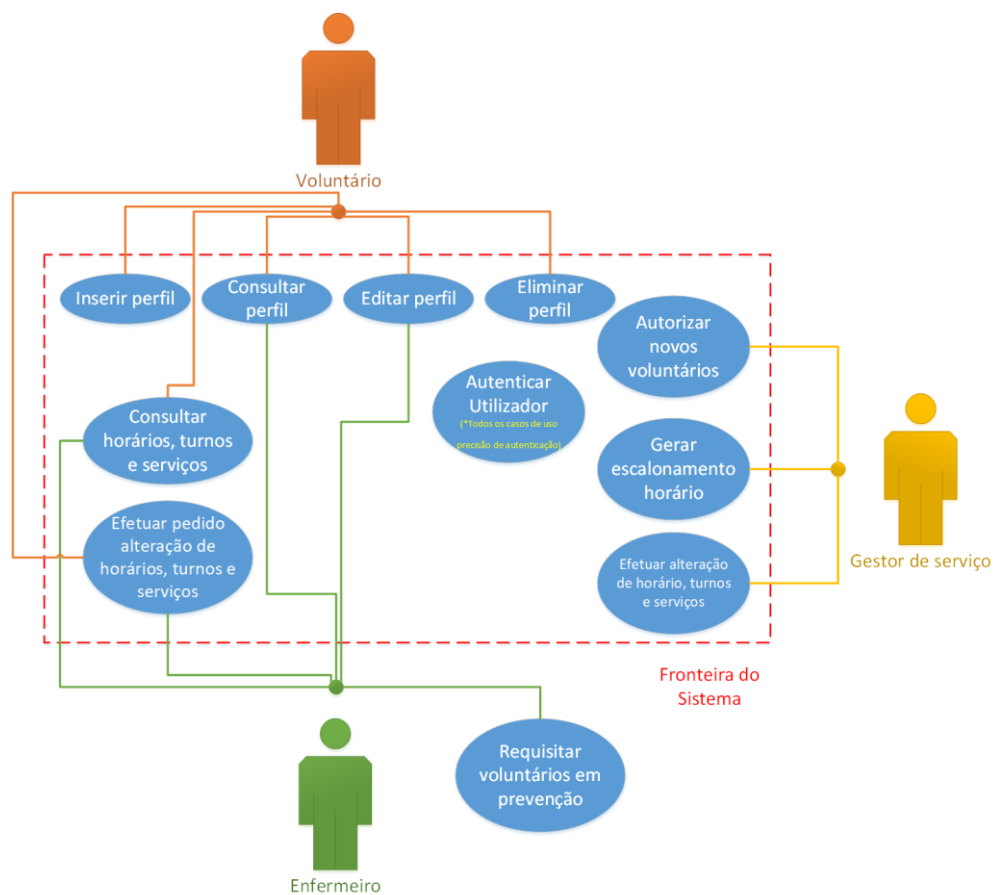 Voluntário
Inserir perfil
Consultar
perfil
Editar perfil
Eliminar
perfil
Autorizar
novos
voluntários
Autenticar
Utilizador
(*Todos os casos de uso
precisão de autenticação)
Consultar
horários, turnos
e serviços
Gerar
escalonamento
horário
Efetuar pedido
alteração de
horários, turnos e
serviços
Efetuar alteração
de horário, turnos
e serviços
Gestor de serviço
Fronteira do
Sistema
Requisitar
voluntários em
prevenção
Enfermeiro